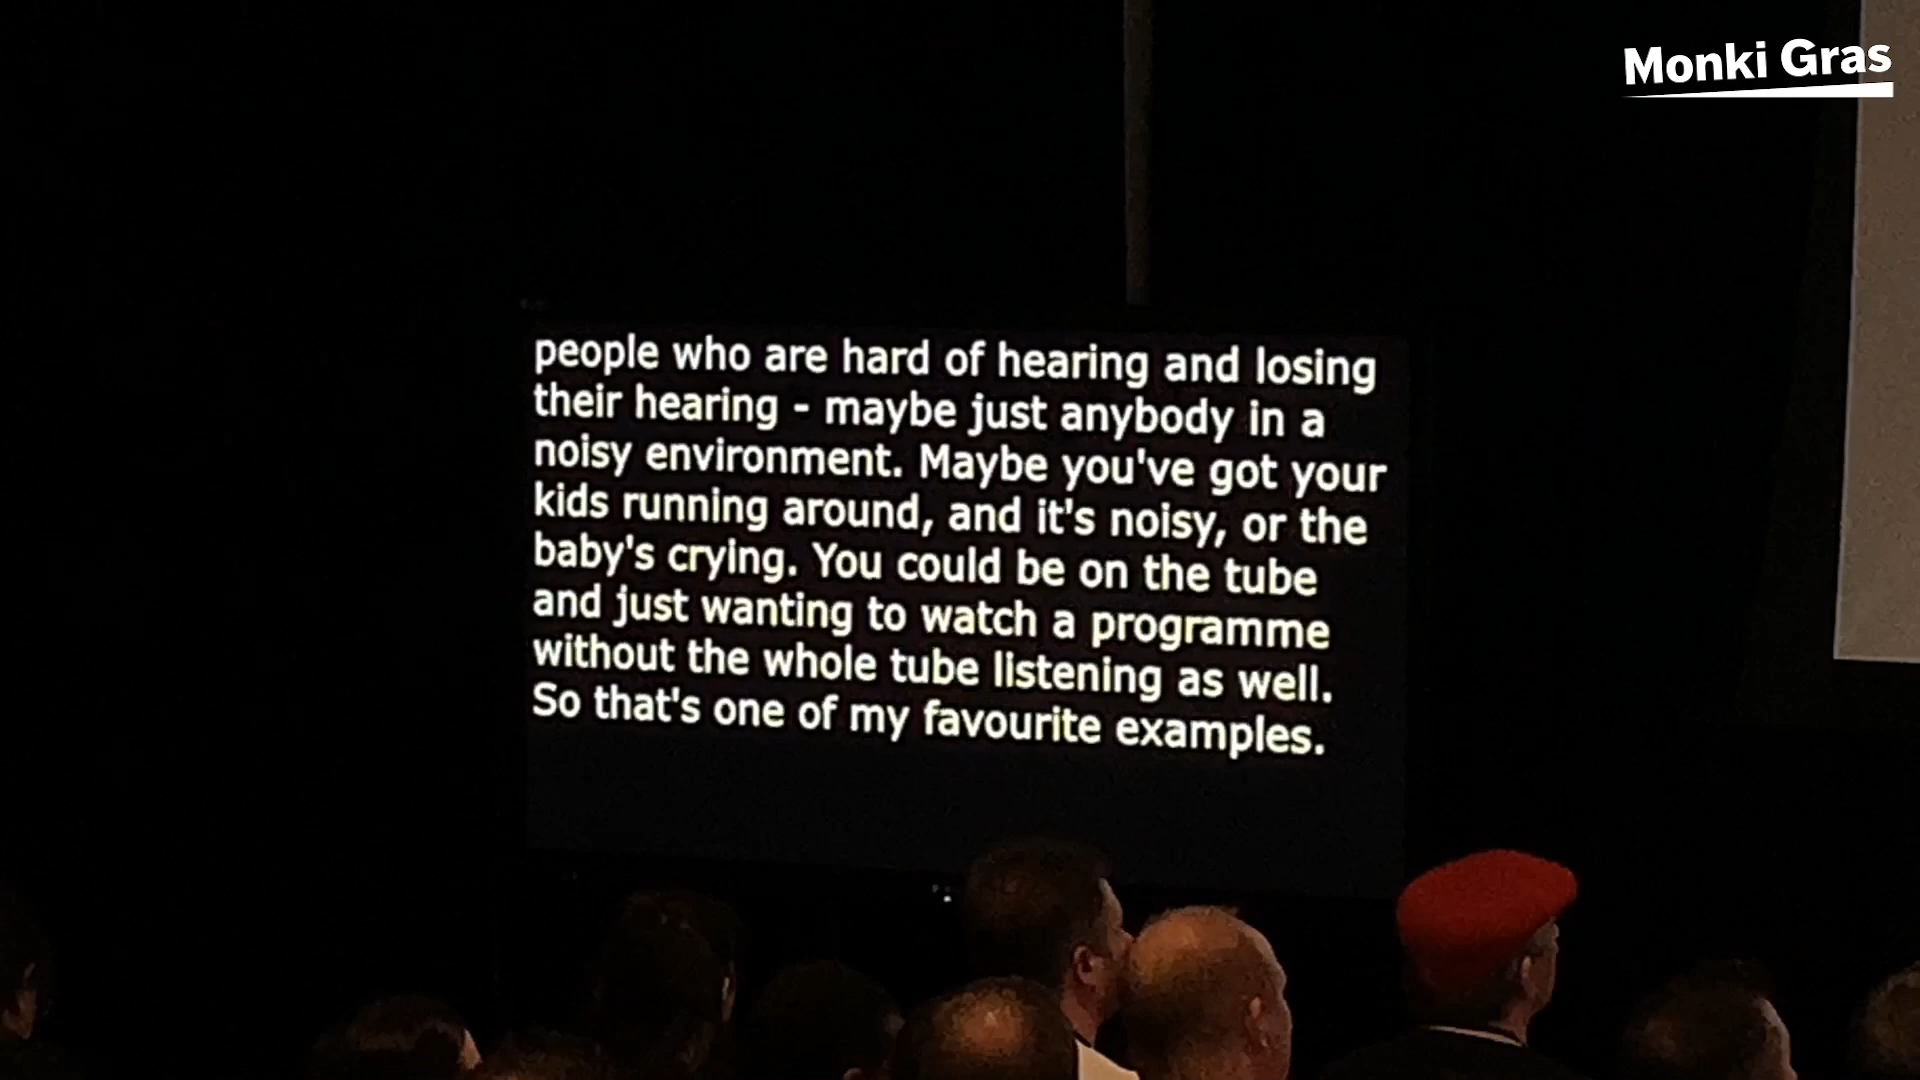 Monki Gras
people who are hard of hearing and losing
their hearing - maybe just anybody in a
noisy environment. Maybe you've got your
kids running around, and it's noisy, or the
baby's crying. You could be on the tube
and just wanting to watch a programme
without the whole tube listening as well.
So that's one of my favourite examples.